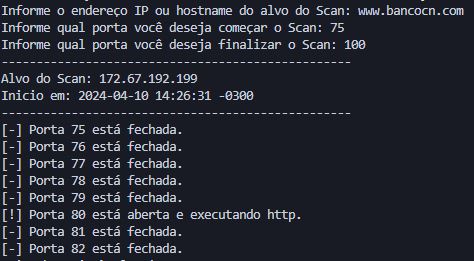 Informe o endereço IP ou hostname do alvo do Scan: www.bancocn.com
Informe qual porta você deseja começar o Scan: 75
Informe qual porta você deseja finalizar o Scan: 100
--------------------------------------------------
Alvo do Scan: 172.67.192.199
Inicio em: 2024-04-10 14:26:31 -0300
--------------------------------------------------
[-] Porta 75 está fechada.
[-] Porta 76 está fechada.
[-] Porta 77 está fechada.
[-] Porta 78 está fechada.
[-] Porta 79 está fechada.
[!] Porta 80 está aberta e executando http.
[-] Porta 81 está fechada.
[-] Porta 82 está fechada.